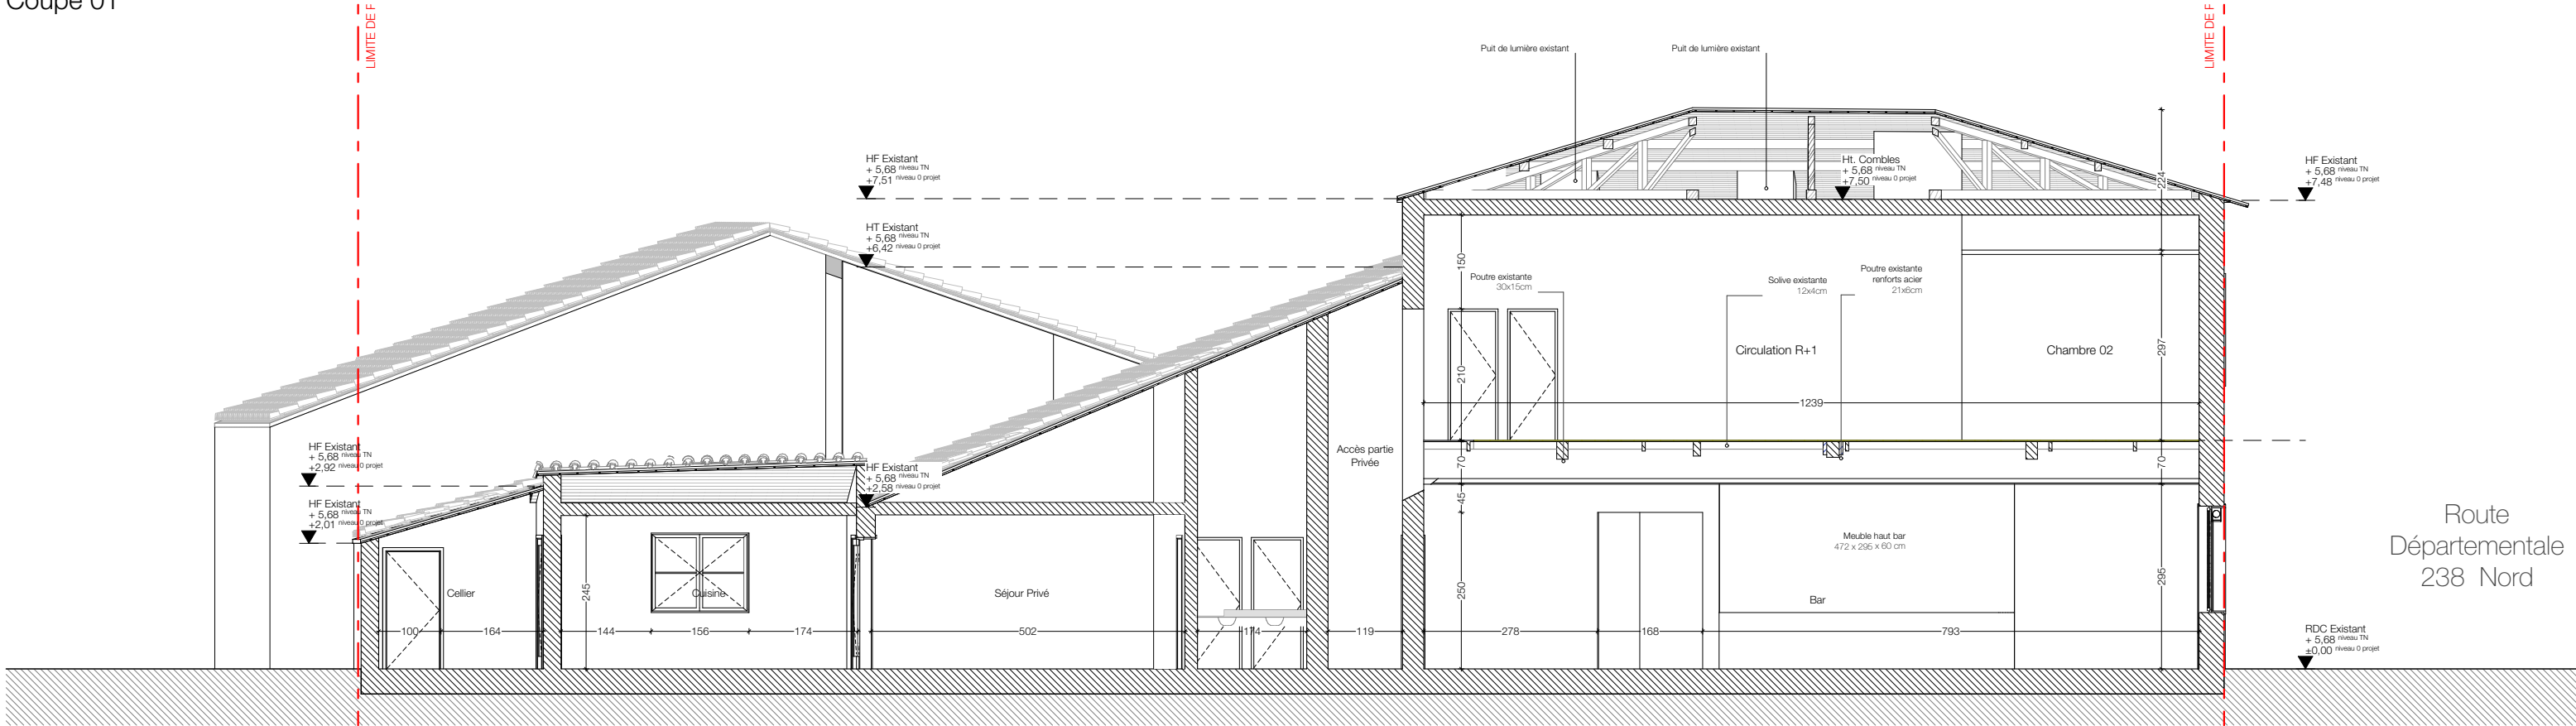 Coupe 01
LIMITE DE F
LIMITE DE F
Puit de lumière existant
Puit de lumière existant
HF Existant
+ 5,68 niveau TN
+7,51 niveau 0 projet
Ht. Combles
+ 5,68 niveau TN
+7,50 niveau 0 projet
224
HF Existant
+ 5,68 niveau TN
+7,48 niveau 0 projet
HT Existant
+ 5,68 niveau TN
+6,42 niveau 0 projet
150
Poutre existante
30x15cm
Solive existante
12x4cm
Poutre existante
renforts acier
21x6cm
Circulation R+1
Chambre 02
297
210
1239
HF Existant
+ 5,68 niveau TN
+2,92 niveau 0 projet
HF Existant
+ 5,68 niveau TN
+2,58 niveau 0 projet
Accès partie
Privée
70
70
45
HF Existant
+ 5,68 niveau TN
+2,01 niveau 0 projet
Meuble haut bar
472 x 295 x 60 cm
Route
Départementale
238 Nord
Cellier
245
Cuisine
Séjour Privé
250
Bar
295
100
164
144
156
174
502
174
119
278
168
793
RDC Existant
+ 5,68 niveau TN
±0,00 niveau 0 projet